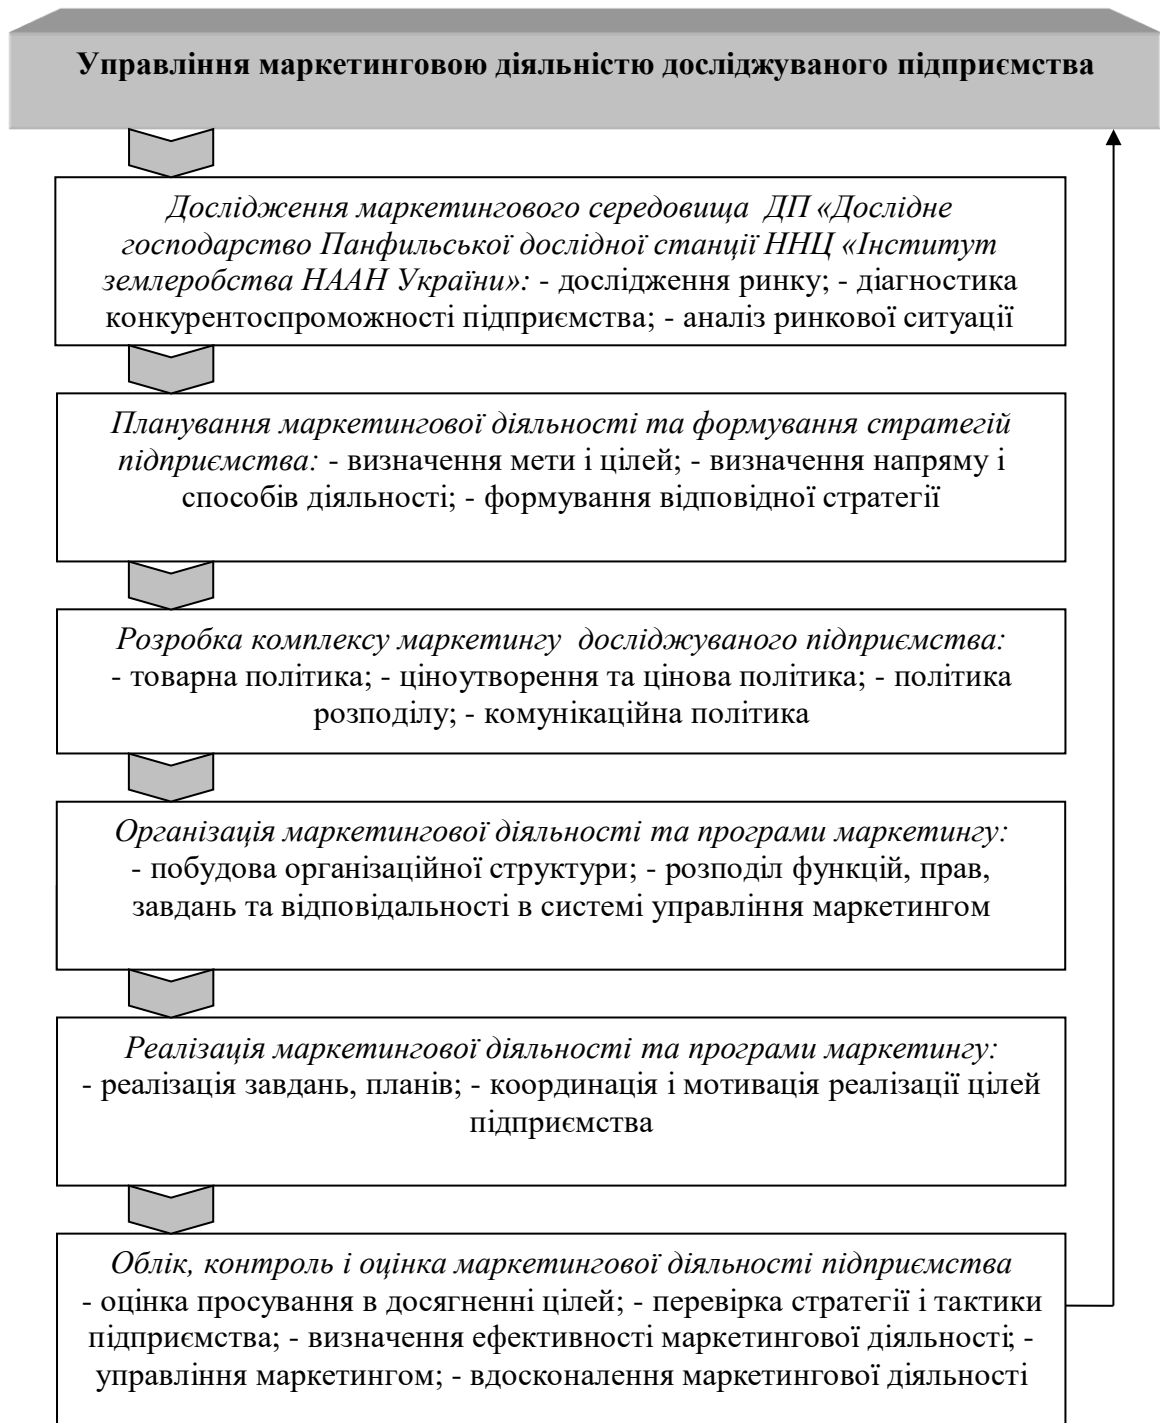 Управління маркетинговою діяльністю досліджуваного підприємства
Дослідження маркетингового середовища ДП «Дослідне
господарство Панфильської дослідної станції ННЦ «Інститут
землеробства НААН України»: - дослідження ринку; - діагностика
конкурентоспроможності підприємства; - аналіз ринкової ситуації
Планування маркетингової діяльності та формування стратегій
підприємства: - визначення мети і цілей; - визначення напряму і
способів діяльності; - формування відповідної стратегії
Розробка комплексу маркетингу досліджуваного підприємства:
- товарна політика; - ціноутворення та цінова політика; - політика
розподілу; - комунікаційна політика
Організація маркетингової діяльності та програми маркетингу:
- побудова організаційної структури; - розподіл функцій, прав,
завдань та відповідальності в системі управління маркетингом
Реалізація маркетингової діяльності та програми маркетингу:
- реалізація завдань, планів; - координація і мотивація реалізації цілей
підприємства
Облік, контроль і оцінка маркетингової діяльності підприємства
- оцінка просування в досягненні цілей; - перевірка стратегії і тактики
підприємства; - визначення ефективності маркетингової діяльності; -
управління маркетингом; - вдосконалення маркетингової діяльності